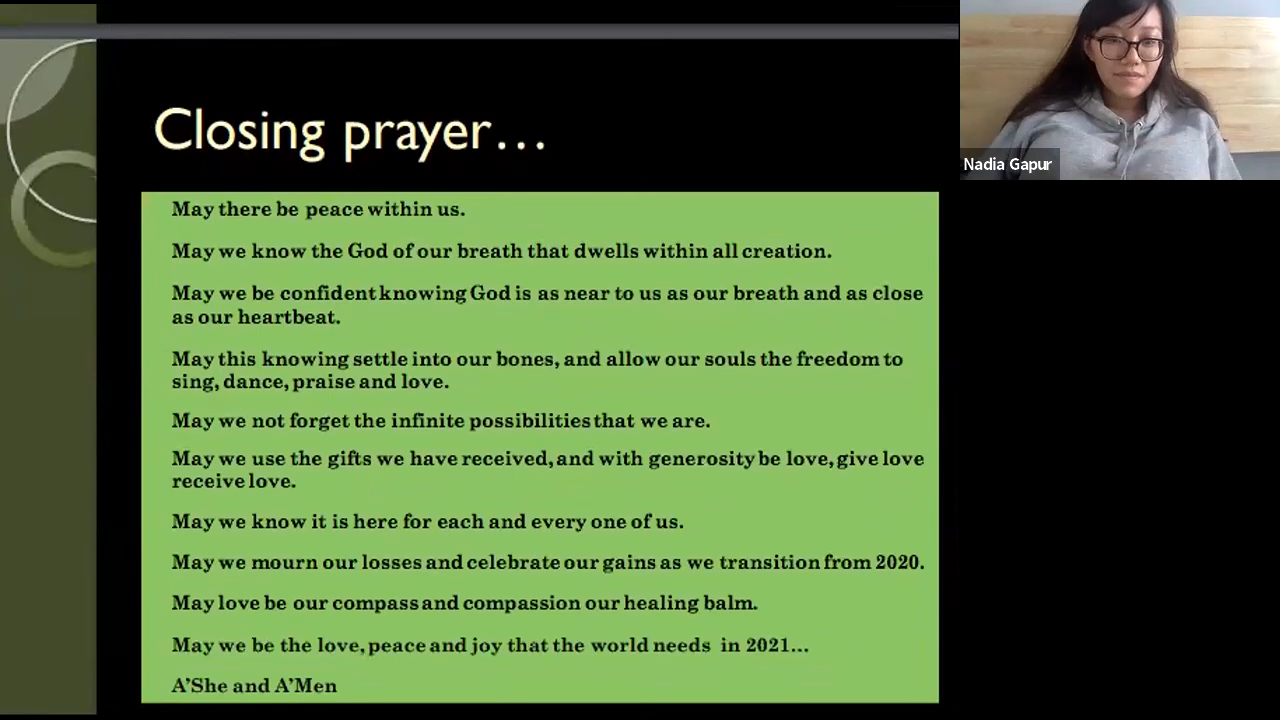 Closing prayer…
Nadia Gapur
May there be peace within us.
May we know the God of our breath that dwells within all creation.
May we be confident knowing God is as near to us as our breath and as close
as our heartbeat.
May this knowing settle into our bones, and allow our souls the freedom to
sing, dance, praise and love.
May we not forget the infinite possibilities that we are.
May we use the gifts we have received, and with generosity be love, give love
receive love.
May we know it is here for each and every one of us.
May we mourn our losses and celebrate our gains as we transition from 2020.
May love be our compass and compassion our healing balm.
May we be the love, peace and joy that the world needs in 2021…
A’She and A’Men